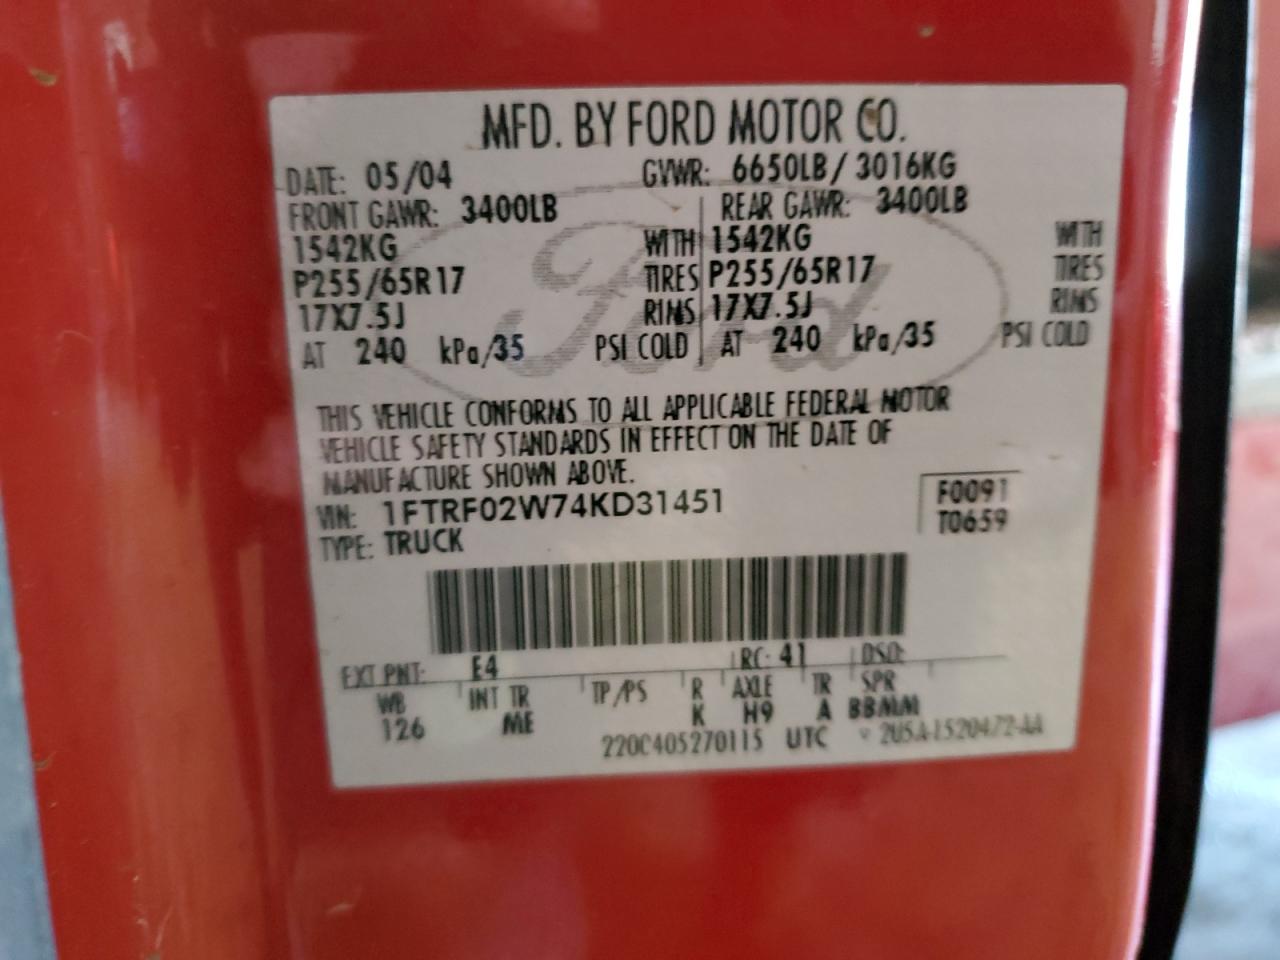 MFD. BY FORD MOTOR CO.
DATE: 05/04 GVWR: 6650LB/ 3016KG
FRONT GAWR: 3400LB REAR GAWR: 3400LB
1542KG WITH 1542KG WITH
P255/65R17 TIRES P255/65R17 TIRES
17X7.5J RIMS 17X7.5J RIMS
AT 240 kPa/35 PSI COLD AT 240 kPa/35 PSI COLD
Ford
THIS VEHICLE CONFORMS TO ALL APPLICABLE FEDERAL MOTOR
VEHICLE SAFETY STANDARDS IN EFFECT ON THE DATE OF
MANUFACTURE SHOWN ABOVE.
VIN: 1FTRF02W74KD31451 F0091
TYPE: TRUCK T0659
EXT PNT: E4 RC: 41 DSO:
WB INT TR TP/PS R AXLE TR SPR
126 ME K H9 A BBMM
220C405270115 UTC 2U5A-1520472-AA